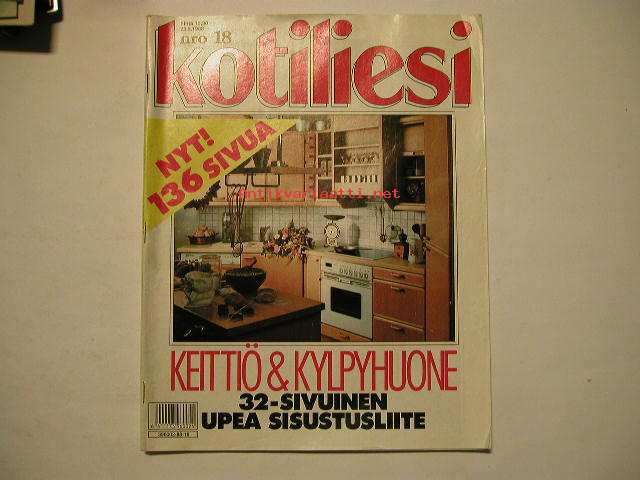 nro 18
kotiliesi
NYT!
136 SIVUA
antikvariaatti.net
KEITTIÖ & KYLPYHUONE
32-SIVUINEN
UPEA SISUSTUSLIITE